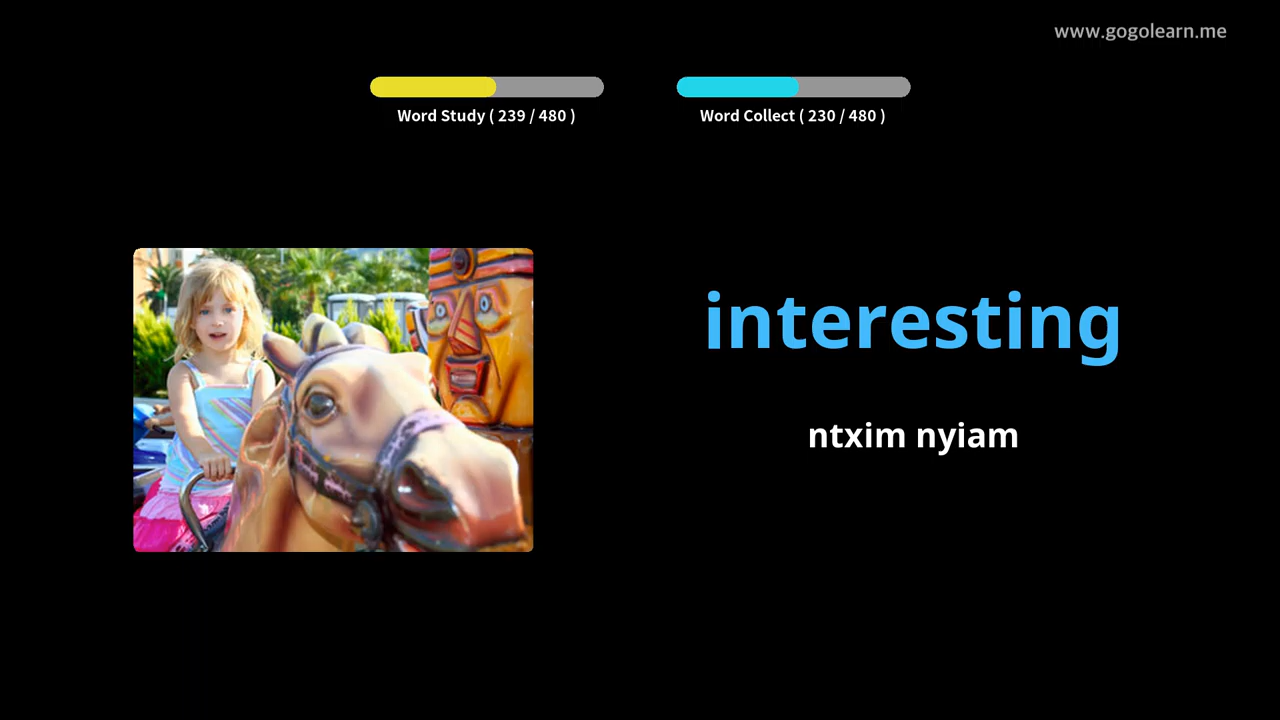 www.gogolearn.me
Word Study ( 239 / 480 )
Word Collect ( 230 / 480 )
interesting
ntxim nyiam